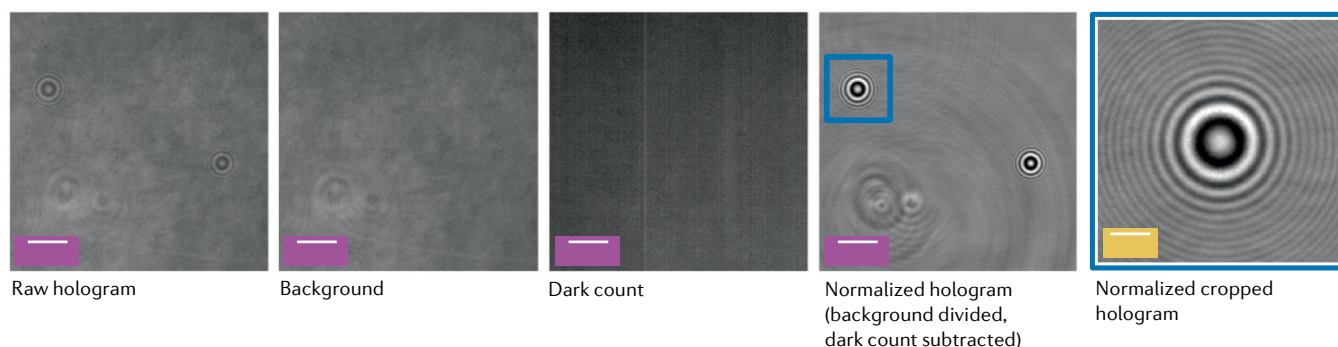 Raw hologram
Background
Dark count
Normalized hologram
(background divided,
dark count subtracted)
Normalized cropped
hologram